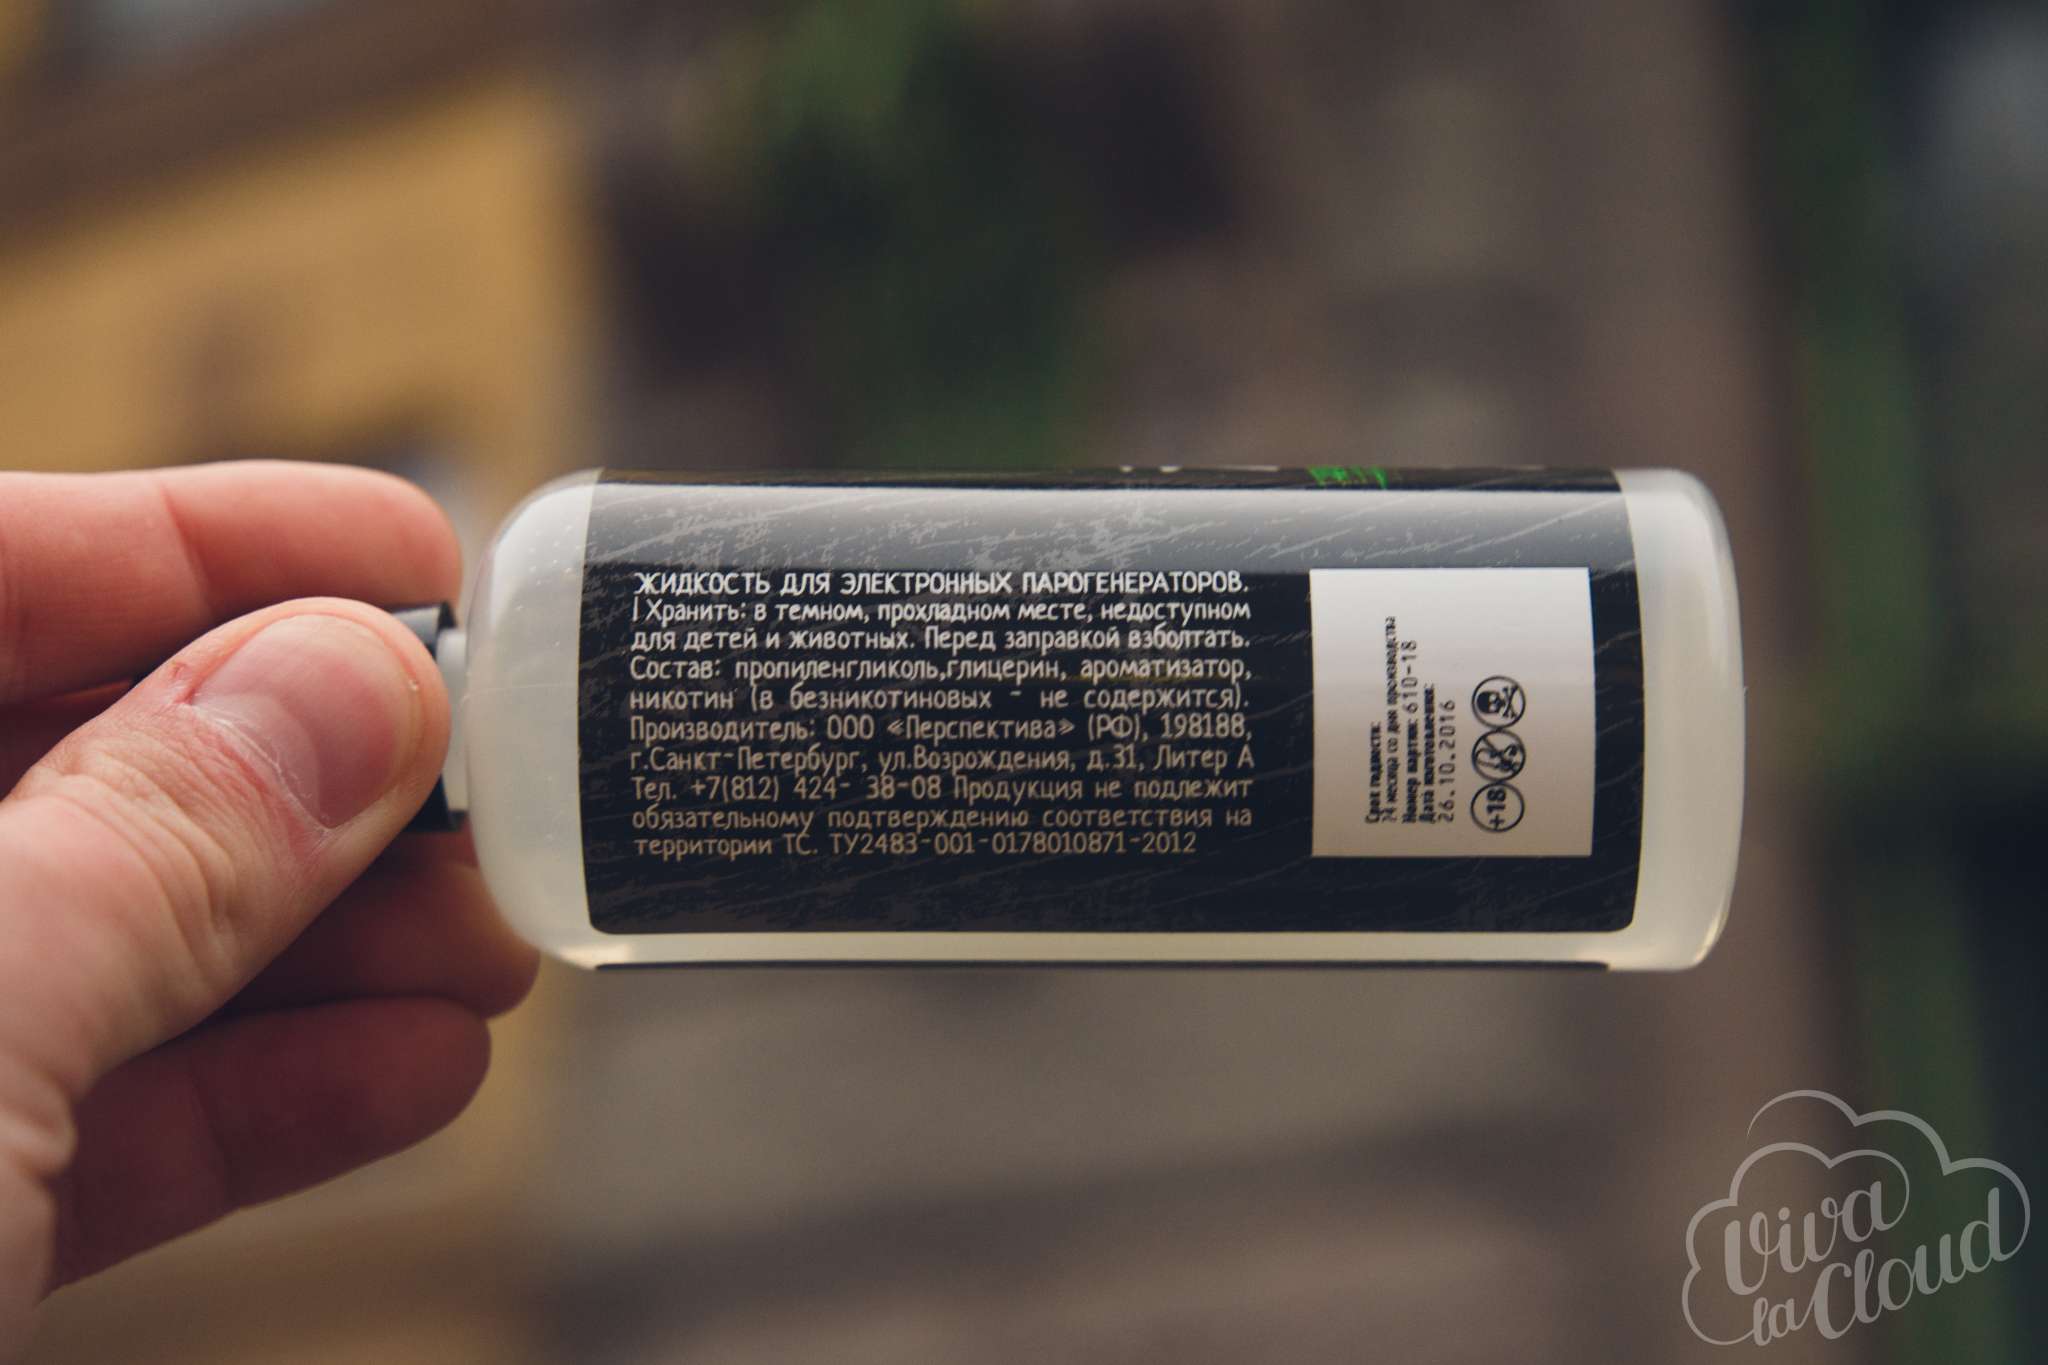 ЖИДКОСТЬ ДЛЯ ЭЛЕКТРОННЫХ ПАРОГЕНЕРАТОРОВ.
| Хранить: в темном, прохладном месте, недоступном
для детей и животных. Перед заправкой взболтать.
Состав: пропиленгликоль,глицерин, ароматизатор,
никотин (в безникотиновых - не содержится).
Производитель: ООО «Перспектива» (РФ), 198188,
г.Санкт-Петербург, ул.Возрождения, д.31, Литер А
Тел. +7(812) 424- 38-08 Продукция не подлежит
обязательному подтверждению соответствия на
территории ТС. ТУ2483-001-0178010871-2012
Срок годности:
24 месяца со дня производства
Номер партии: 610-18
Дата изготовления:
26.10.2016
+18
Viva
la Cloud